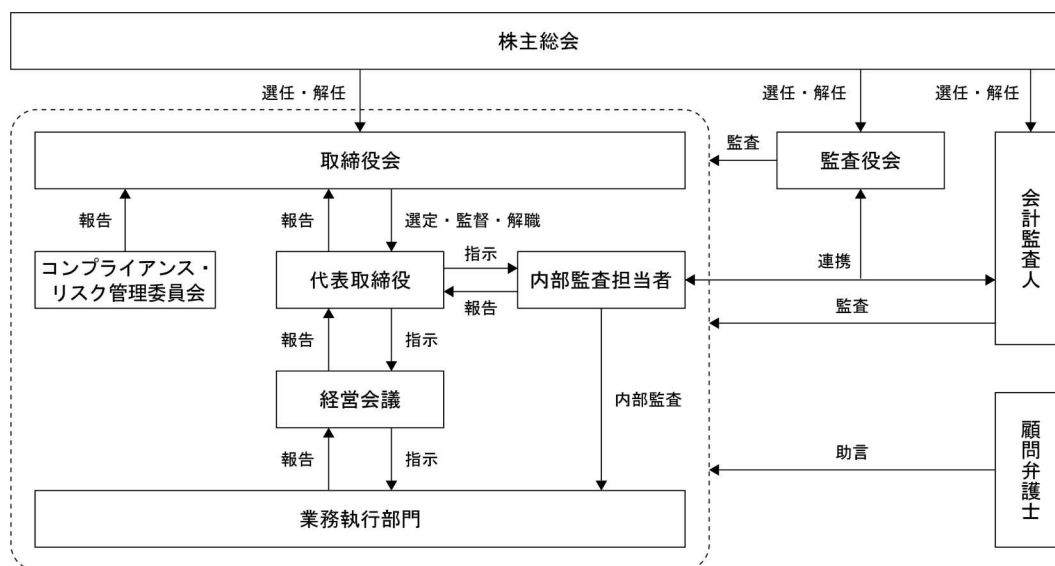 株主総会
選任・解任
選任・解任
選任・解任
取締役会
監査
監査役会
会計監査人
報告
報告
選定・監督・解職
コンプライアンス・
リスク管理委員会
代表取締役
指示
報告
内部監査担当者
連携
監査
報告
指示
経営会議
内部監査
報告
指示
助言
顧問弁護士
業務執行部門